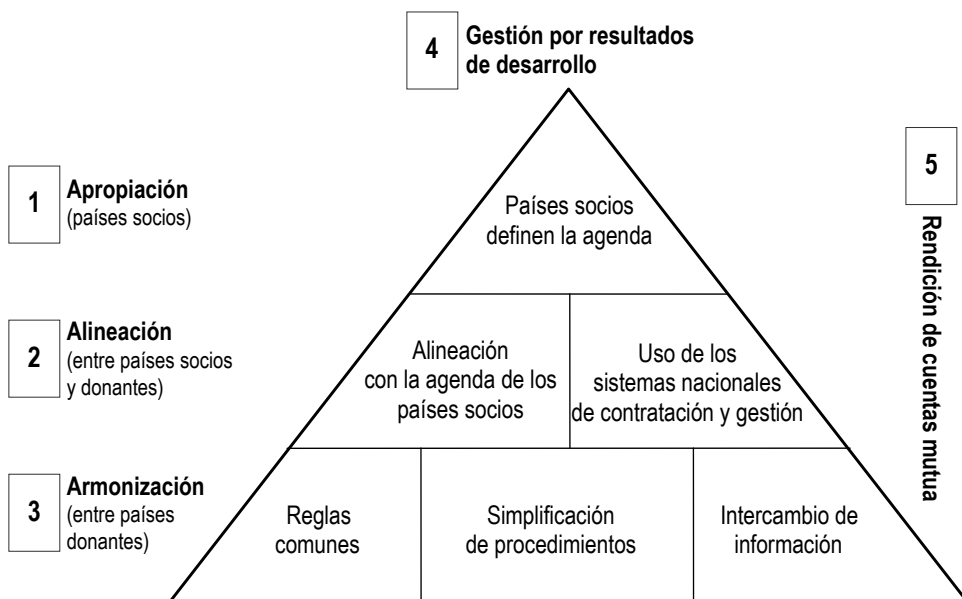 4
Gestión por resultados
de desarrollo
1
Apropiación
(países socios)
Países socios
definen la agenda
5
Rendición de cuentas mutua
2
Alineación
(entre países socios
y donantes)
Alineación
con la agenda de los
países socios
Uso de los
sistemas nacionales
de contratación y gestión
3
Armonización
(entre países
donantes)
Reglas
comunes
Simplificación
de procedimientos
Intercambio de
información